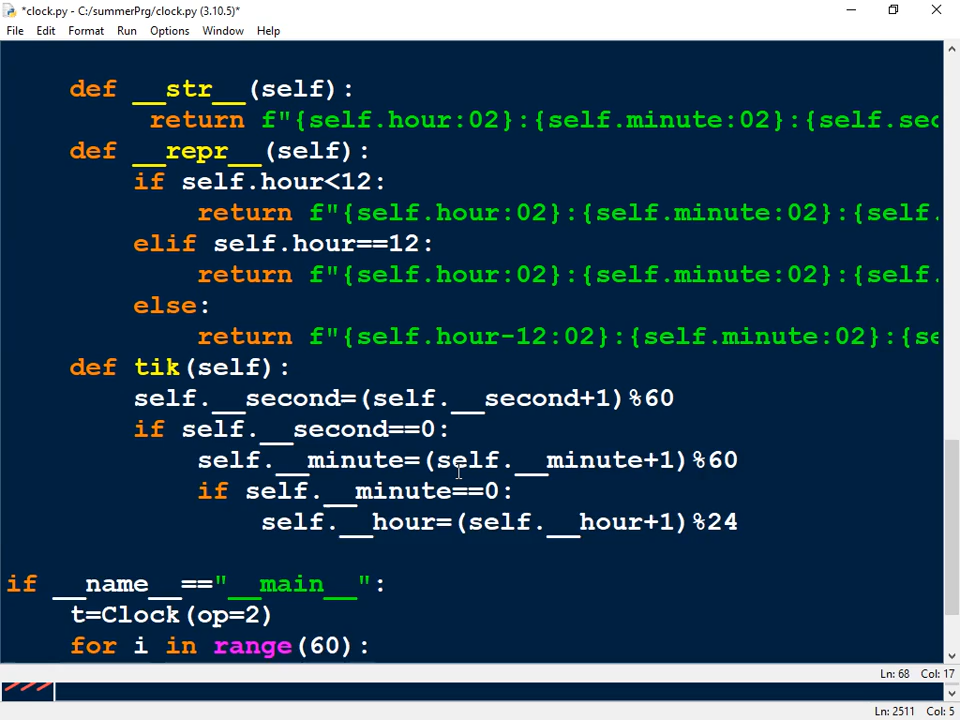 *clock.py - C:/summerPrg/clock.py (3.10.5)*
File Edit Format Run Options Window Help
def __str__(self):
return f"{self.hour:02}:{self.minute:02}:{self.sec
def __repr__(self):
if self.hour<12:
return f"{self.hour:02}:{self.minute:02}:{self.
elif self.hour==12:
return f"{self.hour:02}:{self.minute:02}:{self.
else:
return f"{self.hour-12:02}:{self.minute:02}:{se
def tik(self):
self.__second=(self.__second+1)%60
if self.__second==0:
self.__minute=(self.__minute+1)%60
if self.__minute==0:
self.__hour=(self.__hour+1)%24
if __name__=="__main__":
t=Clock(op=2)
for i in range(60):
Ln: 68 Col: 17
Ln: 2511 Col: 5